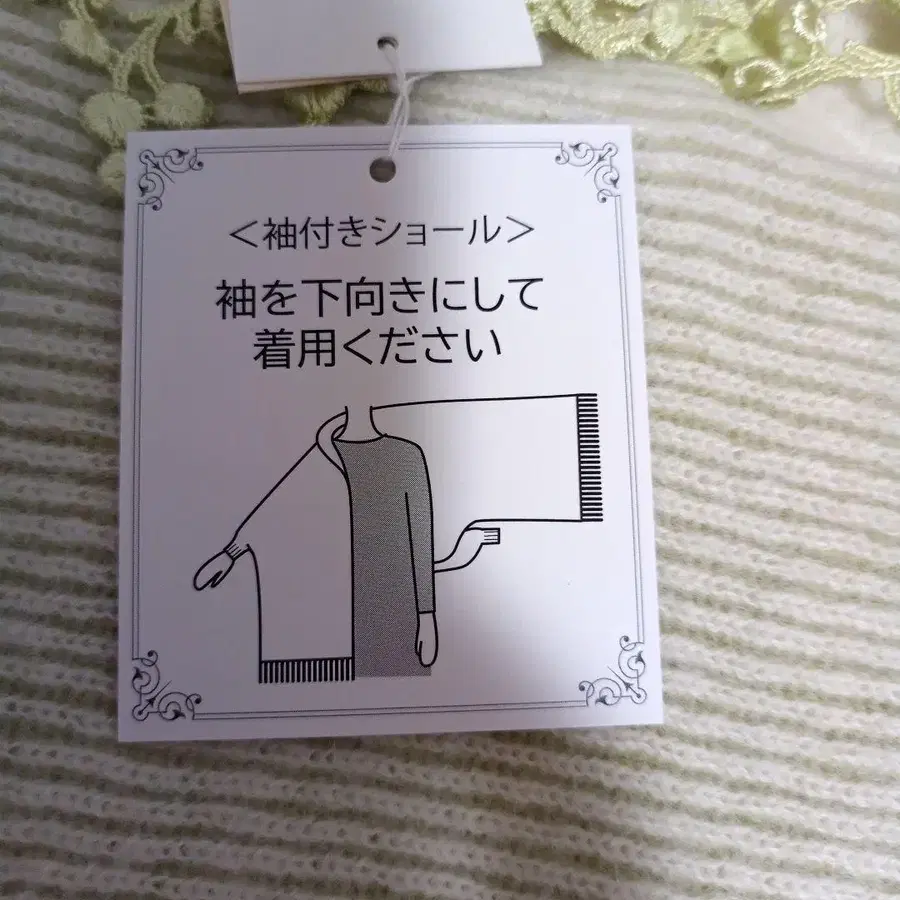 ＜袖付きショール＞
袖を下向きにして
着用ください